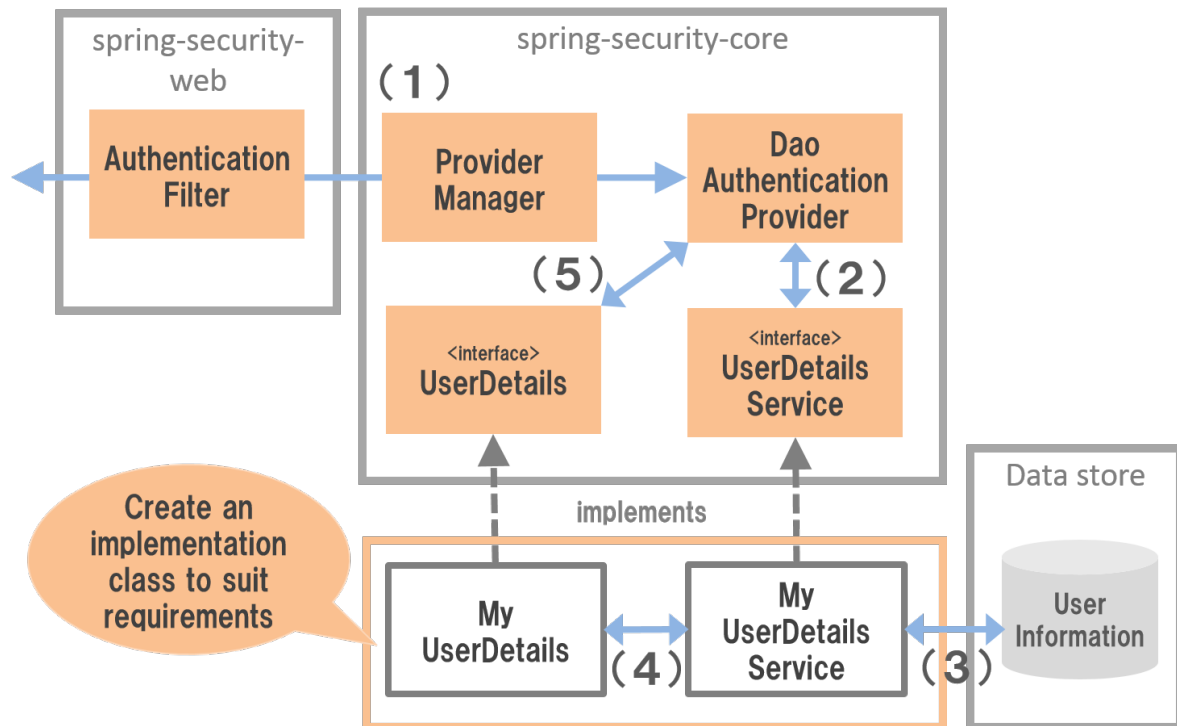 spring-security-
web
spring-security-core
(1)
Authentication
Filter
Provider
Manager
Dao
Authentication
Provider
(5)
(2)
<interface>
UserDetails
<interface>
UserDetails
Service
Data store
Create an
implementation
class to suit
requirements
implements
My
UserDetails
(4)
My
UserDetails
Service
(3)
User
Information